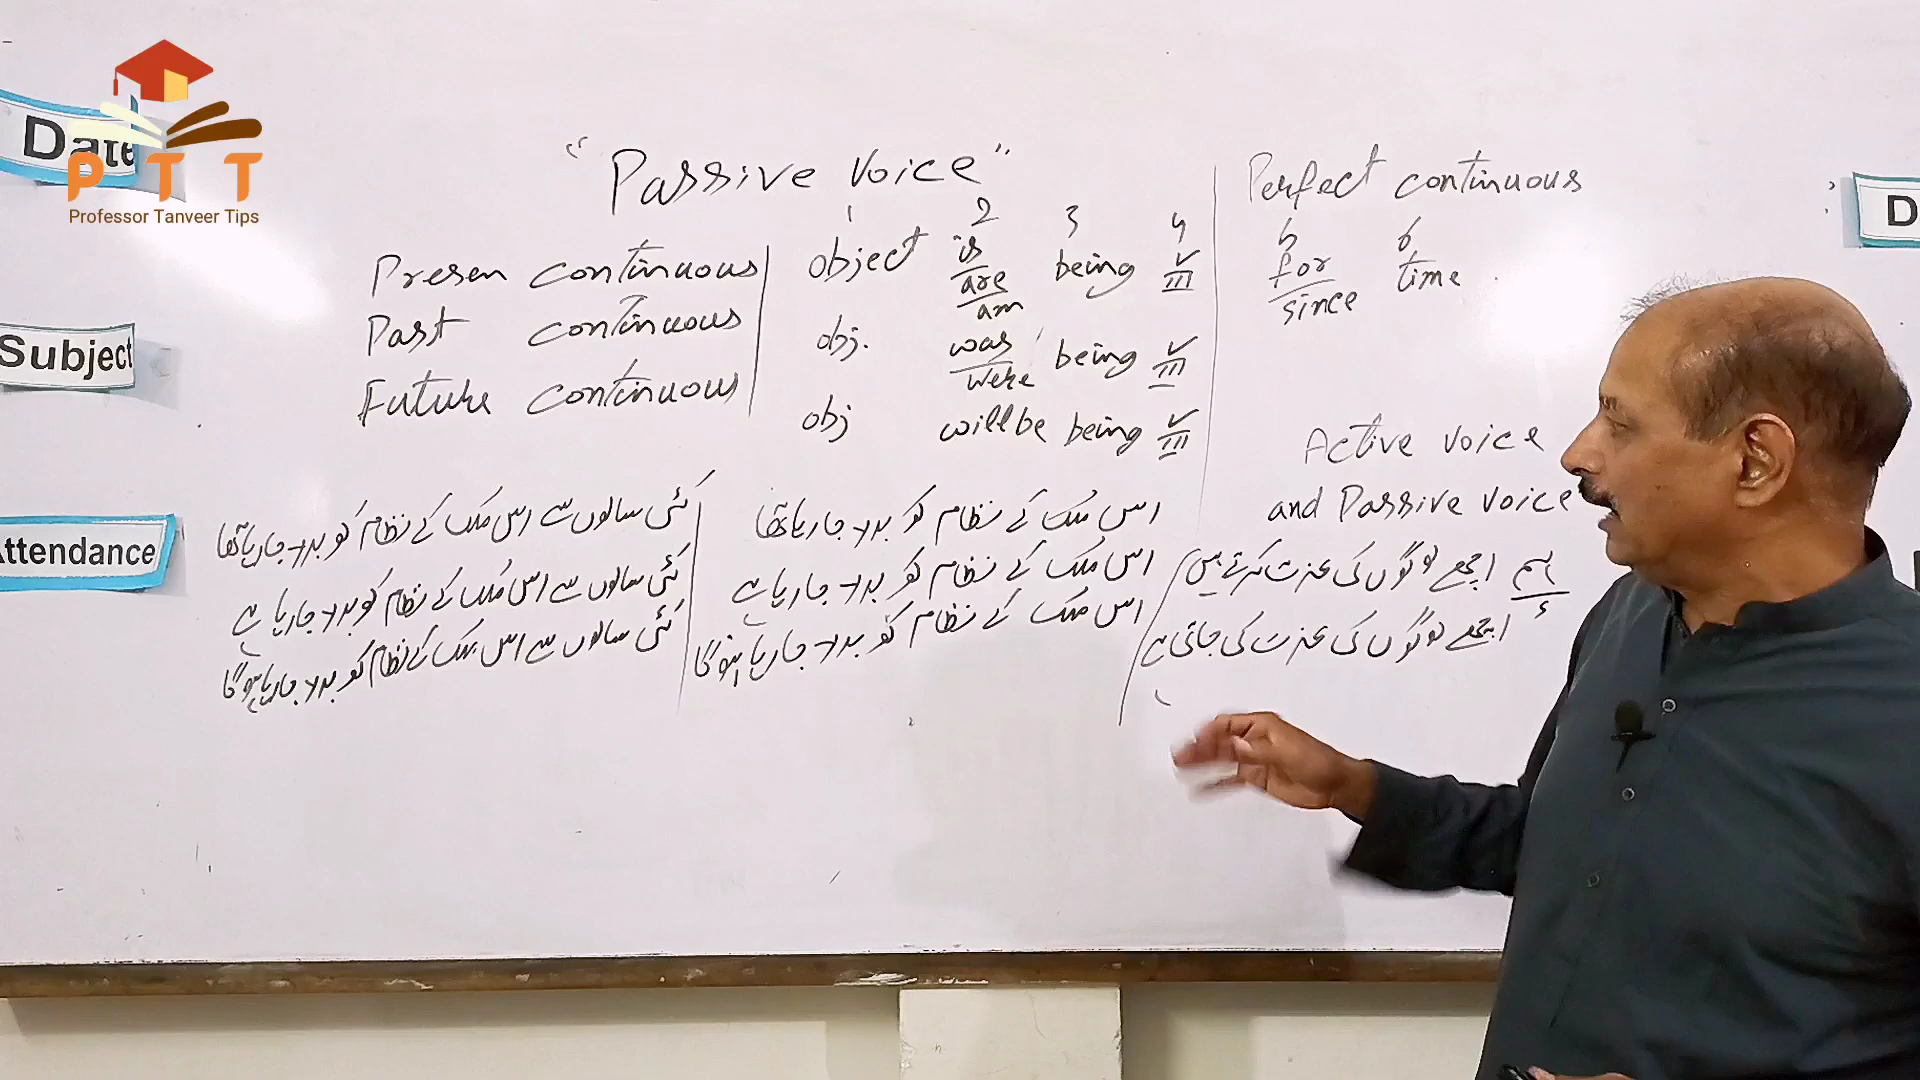 Date
P T T
Professor Tanveer Tips
Subject
Attendance
D
"Passive Voice"
1 2 3 4
Presen continuous object is are am being V III
Past continuous obj. was were being V III
Future continuous obj will be being V III
Perfect continuous
5 6
for since time
Active voice
and Passive voice
ہم اچھے لوگوں کی عزت کرتے ہیں
اچھے لوگوں کی عزت کی جاتی ہے
اس ملک کے نظام کو بدلا جا رہا تھا
اس ملک کے نظام کو بدلا جا رہا ہے
اس ملک کے نظام کو بدلا جا رہا ہو گا
کئی سالوں سے اس ملک کے نظام کو بدلا جا رہا تھا
کئی سالوں سے اس ملک کے نظام کو بدلا جا رہا ہے
کئی سالوں سے اس ملک کے نظام کو بدلا جا رہا ہو گا